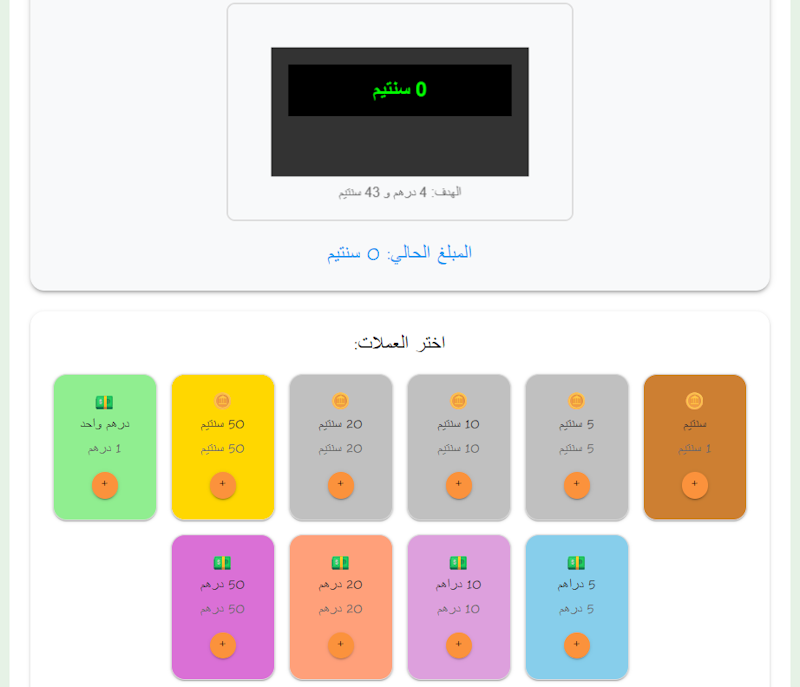 0 سنتيم
الهدف: 4 درهم و 43 سنتيم
المبلغ الحالي: 0 سنتيم
اختر العملات:
سنتيم
1 سنتيم
+
5 سنتيم
5 سنتيم
+
10 سنتيم
10 سنتيم
+
20 سنتيم
20 سنتيم
+
50 سنتيم
50 سنتيم
+
درهم واحد
1 درهم
+
5 دراهم
5 درهم
+
10 دراهم
10 درهم
+
20 درهم
20 درهم
+
50 درهم
50 درهم
+